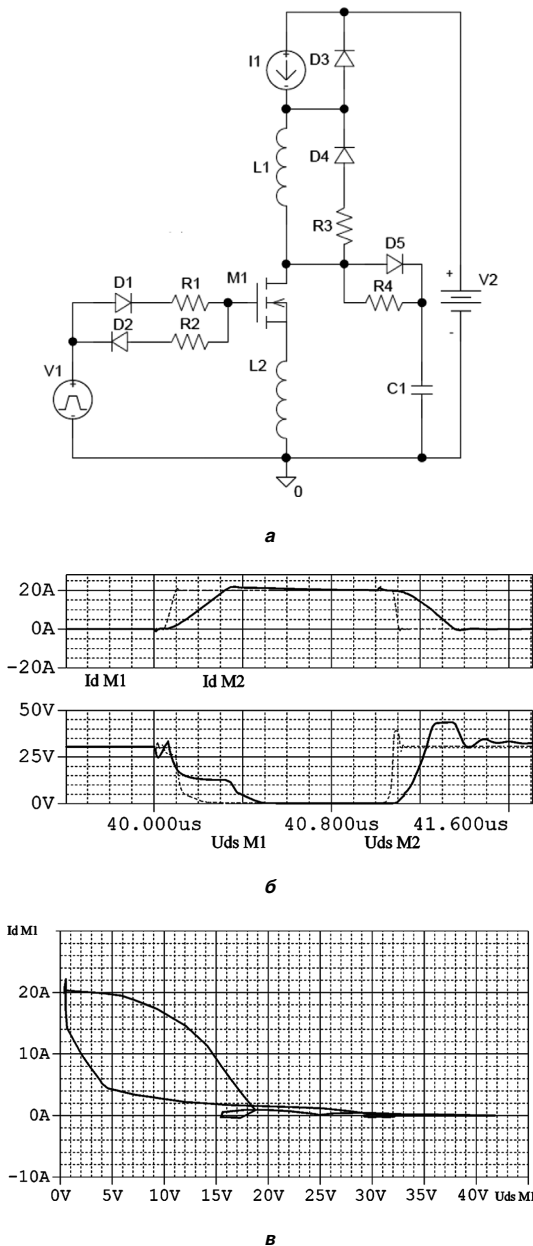 I1
D3
L1
D4
R3
D5
R4
V2
+
-
D1
R1
M1
D2
R2
V1
+
-
L2
C1
0
а
20A
0A
-20A
Id M1 Id M2
50V
25V
0V
40.000us 40.800us 41.600us
Uds M1 Uds M2
б
Id M1
20A
10A
0A
-10A
0V 5V 10V 15V 20V 25V 30V 35V 40V Uds M1
в